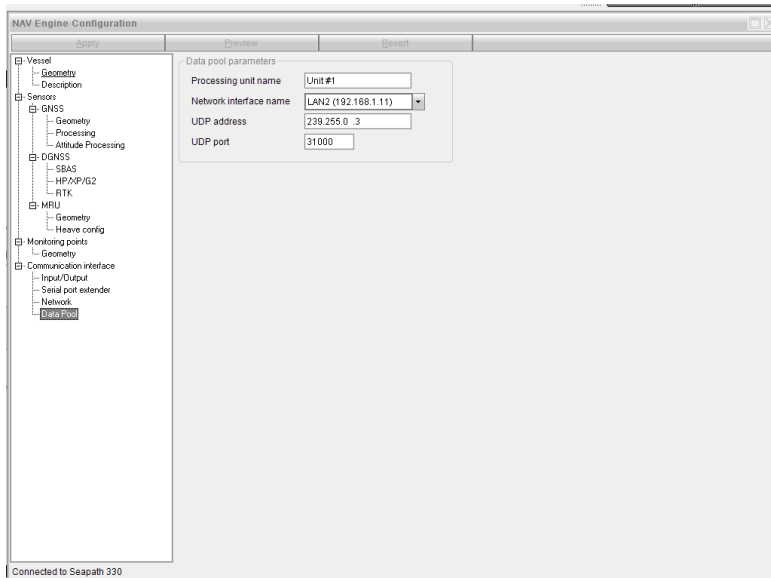 NAV Engine Configuration
Apply Preview Revert
Vessel
Geometry
Description
Sensors
GNSS
Geometry
Processing
Attitude Processing
DGNSS
SBAS
HP/XP/G2
RTK
MRU
Geometry
Heave config
Monitoring points
Geometry
Communication interface
Input/Output
Serial port extender
Network
Data Pool
Data pool parameters
Processing unit name Unit #1
Network interface name LAN2 (192.168.1.11)
UDP address 239.255.0 .3
UDP port 31000
Connected to Seapath 330